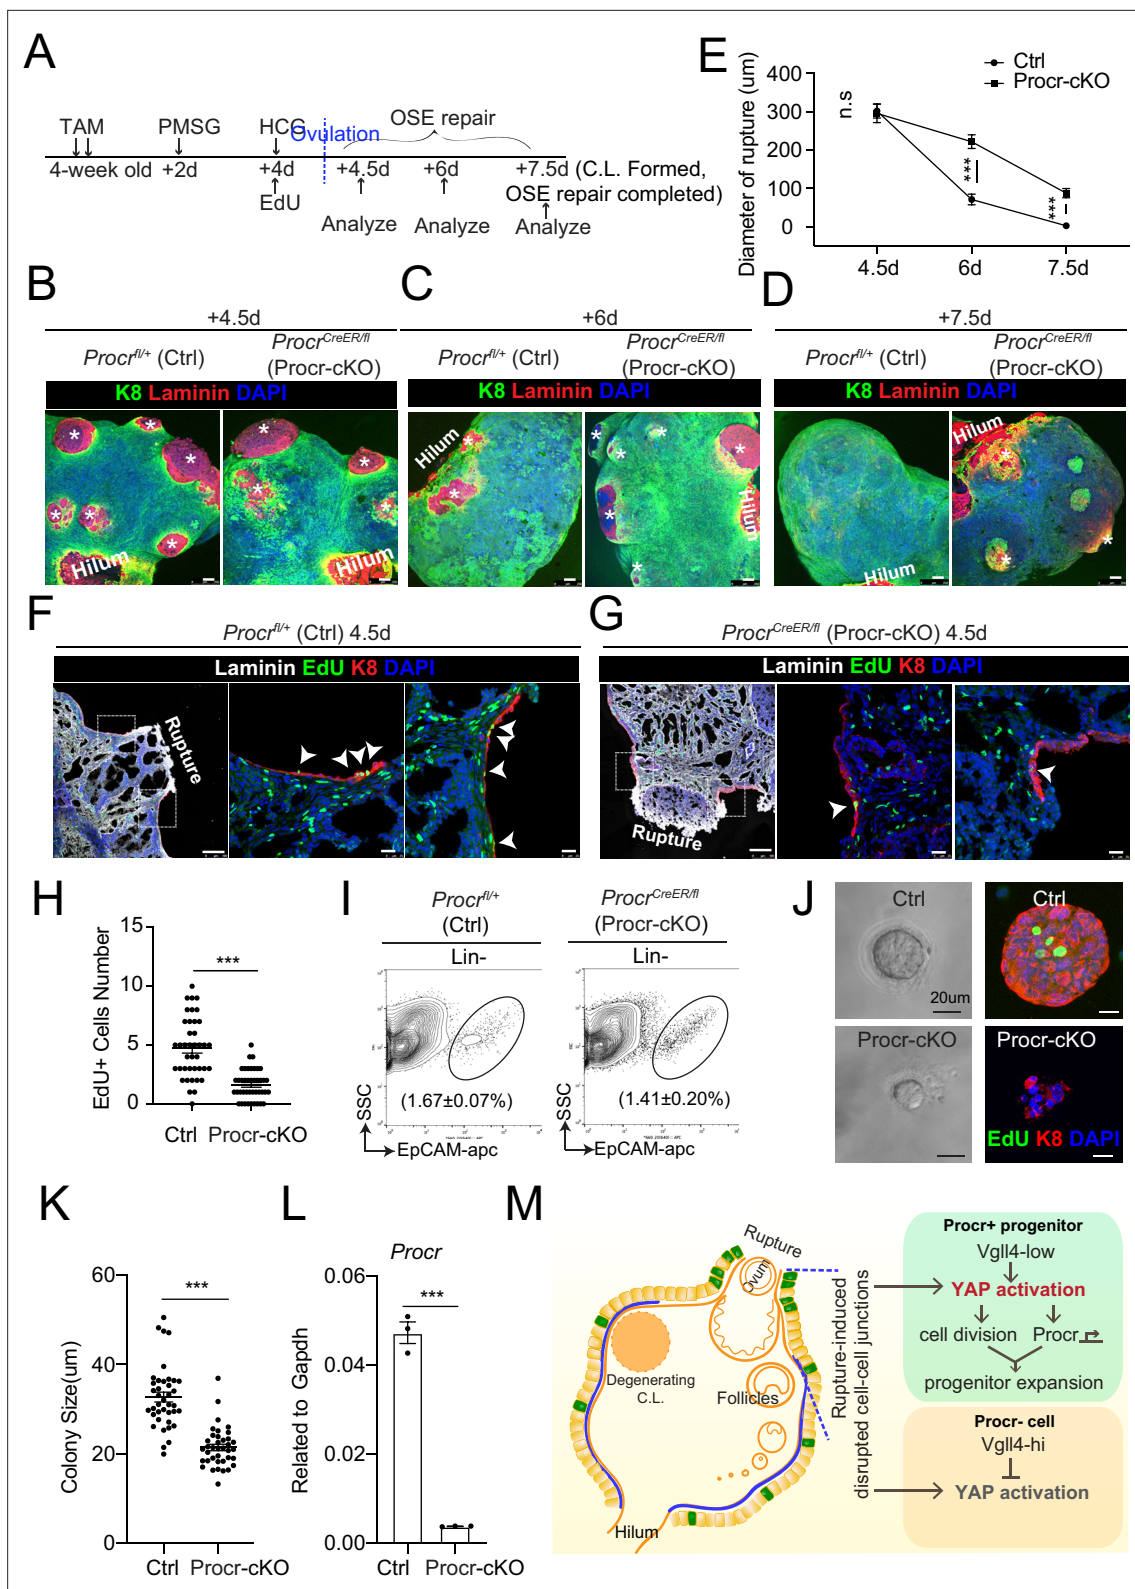 A
TAM
PMSG
HCG
Ovulation
OSE repair
4-week old
+2d
+4d
+4.5d
+6d
+7.5d (C.L. Formed,
OSE repair completed)
EdU
Analyze
Analyze
Analyze
E
Ctrl
Procr-cKO
Diameter of rupture (um)
400
300
200
100
0
n.s
***
***
4.5d
6d
7.5d
B
+4.5d
Procrfl/+ (Ctrl)
ProcrCreER/fl
(Procr-cKO)
K8 Laminin DAPI
*
*
*
*
*
*
*
*
*
*
Hilum
Hilum
C
+6d
Procrfl/+ (Ctrl)
ProcrCreER/fl
(Procr-cKO)
K8 Laminin DAPI
Hilum
*
*
*
*
*
*
*
*
Hilum
D
+7.5d
Procrfl/+ (Ctrl)
ProcrCreER/fl
(Procr-cKO)
K8 Laminin DAPI
Hilum
Hilum
*
*
*
*
F
Procrfl/+ (Ctrl) 4.5d
Laminin EdU K8 DAPI
Rupture
G
ProcrCreER/fl (Procr-cKO) 4.5d
Laminin EdU K8 DAPI
Rupture
H
EdU+ Cells Number
15
10
5
0
***
Ctrl
Procr-cKO
I
Procrfl/+
(Ctrl)
Lin-
(1.67±0.07%)
SSC
EpCAM-apc
ProcrCreER/fl
(Procr-cKO)
Lin-
(1.41±0.20%)
SSC
EpCAM-apc
J
Ctrl
20um
Ctrl
Procr-cKO
Procr-cKO
EdU K8 DAPI
K
Colony Size(um)
60
40
20
0
***
Ctrl
Procr-cKO
L
Procr
Related to Gapdh
0.06
0.04
0.02
0.00
***
Ctrl
Procr-cKO
M
Rupture
Ovum
Degenerating
C.L.
Follicles
Hilum
Rupture-induced
disrupted cell-cell junctions
Procr+ progenitor
Vgll4-low
YAP activation
cell division
Procr
progenitor expansion
Procr- cell
Vgll4-hi
YAP activation